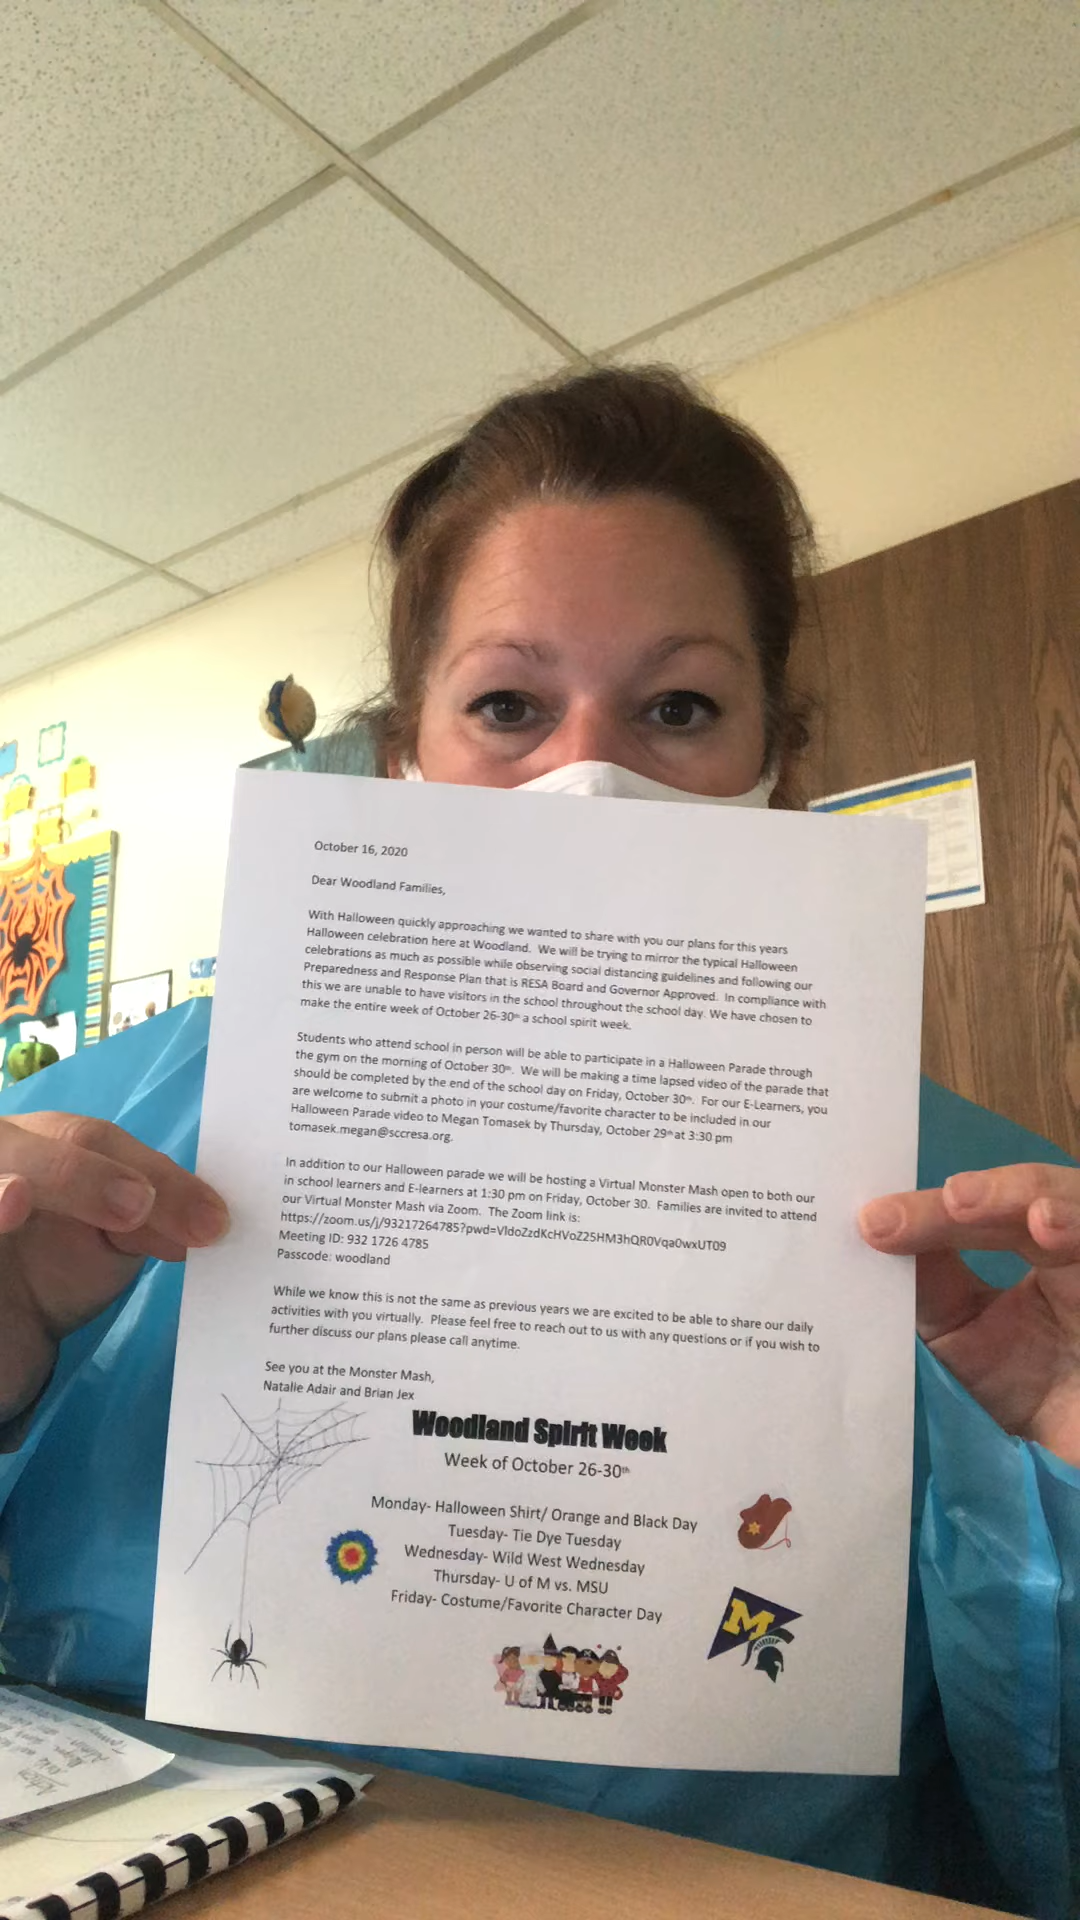 October 16, 2020
Dear Woodland Families,
With Halloween quickly approaching we wanted to share with you our plans for this years
Halloween celebration here at Woodland. We will be trying to mirror the typical Halloween
celebrations as much as possible while observing social distancing guidelines and following our
Preparedness and Response Plan that is RESA Board and Governor Approved. In compliance with
this we are unable to have visitors in the school throughout the school day. We have chosen to
make the entire week of October 26-30th a school spirit week.
Students who attend school in person will be able to participate in a Halloween Parade through
the gym on the morning of October 30th. We will be making a time lapsed video of the parade that
should be completed by the end of the school day on Friday, October 30th. For our E-Learners, you
are welcome to submit a photo in your costume/favorite character to be included in our
Halloween Parade video to Megan Tomasek by Thursday, October 29th at 3:30 pm
tomasek.megan@sccresa.org.
In addition to our Halloween parade we will be hosting a Virtual Monster Mash open to both our
in school learners and E-learners at 1:30 pm on Friday, October 30. Families are invited to attend
our Virtual Monster Mash via Zoom. The Zoom link is:
https://zoom.us/j/93217264785?pwd=VldoZzdKcHVoZ25HM3hQR0Vqa0wxUT09
Meeting ID: 932 1726 4785
Passcode: woodland
While we know this is not the same as previous years we are excited to be able to share our daily
activities with you virtually. Please feel free to reach out to us with any questions or if you wish to
further discuss our plans please call anytime.
See you at the Monster Mash,
Natalie Adair and Brian Jex
Woodland Spirit Week
Week of October 26-30th
Monday- Halloween Shirt/ Orange and Black Day
Tuesday- Tie Dye Tuesday
Wednesday- Wild West Wednesday
Thursday- U of M vs. MSU
Friday- Costume/Favorite Character Day
M